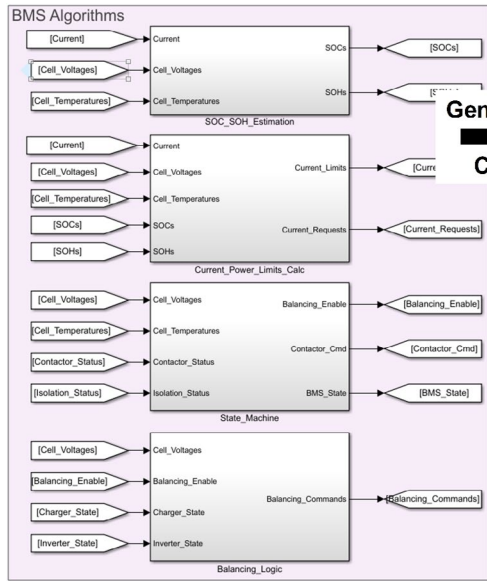 BMS Algorithms
[Current] Current SOCs [SOCs]
[Cell_Voltages] Cell_Voltages
[Cell_Temperatures] Cell_Temperatures SOHs
SOC_SOH_Estimation
Gen
C
[Current] Current
[Cell_Voltages] Cell_Voltages Current_Limits
[Cell_Temperatures] Cell_Temperatures
[SOCs] SOCs Current_Requests [Current_Requests]
[SOHs] SOHs
Current_Power_Limits_Calc
[Cell_Voltages] Cell_Voltages Balancing_Enable [Balancing_Enable]
[Cell_Temperatures] Cell_Temperatures
Contactor_Cmd [Contactor_Cmd]
[Contactor_Status] Contactor_Status
[Isolation_Status] Isolation_Status BMS_State [BMS_State]
State_Machine
[Cell_Voltages] Cell_Voltages
[Balancing_Enable] Balancing_Enable
Balancing_Commands [Balancing_Commands]
[Charger_State] Charger_State
[Inverter_State] Inverter_State
Balancing_Logic